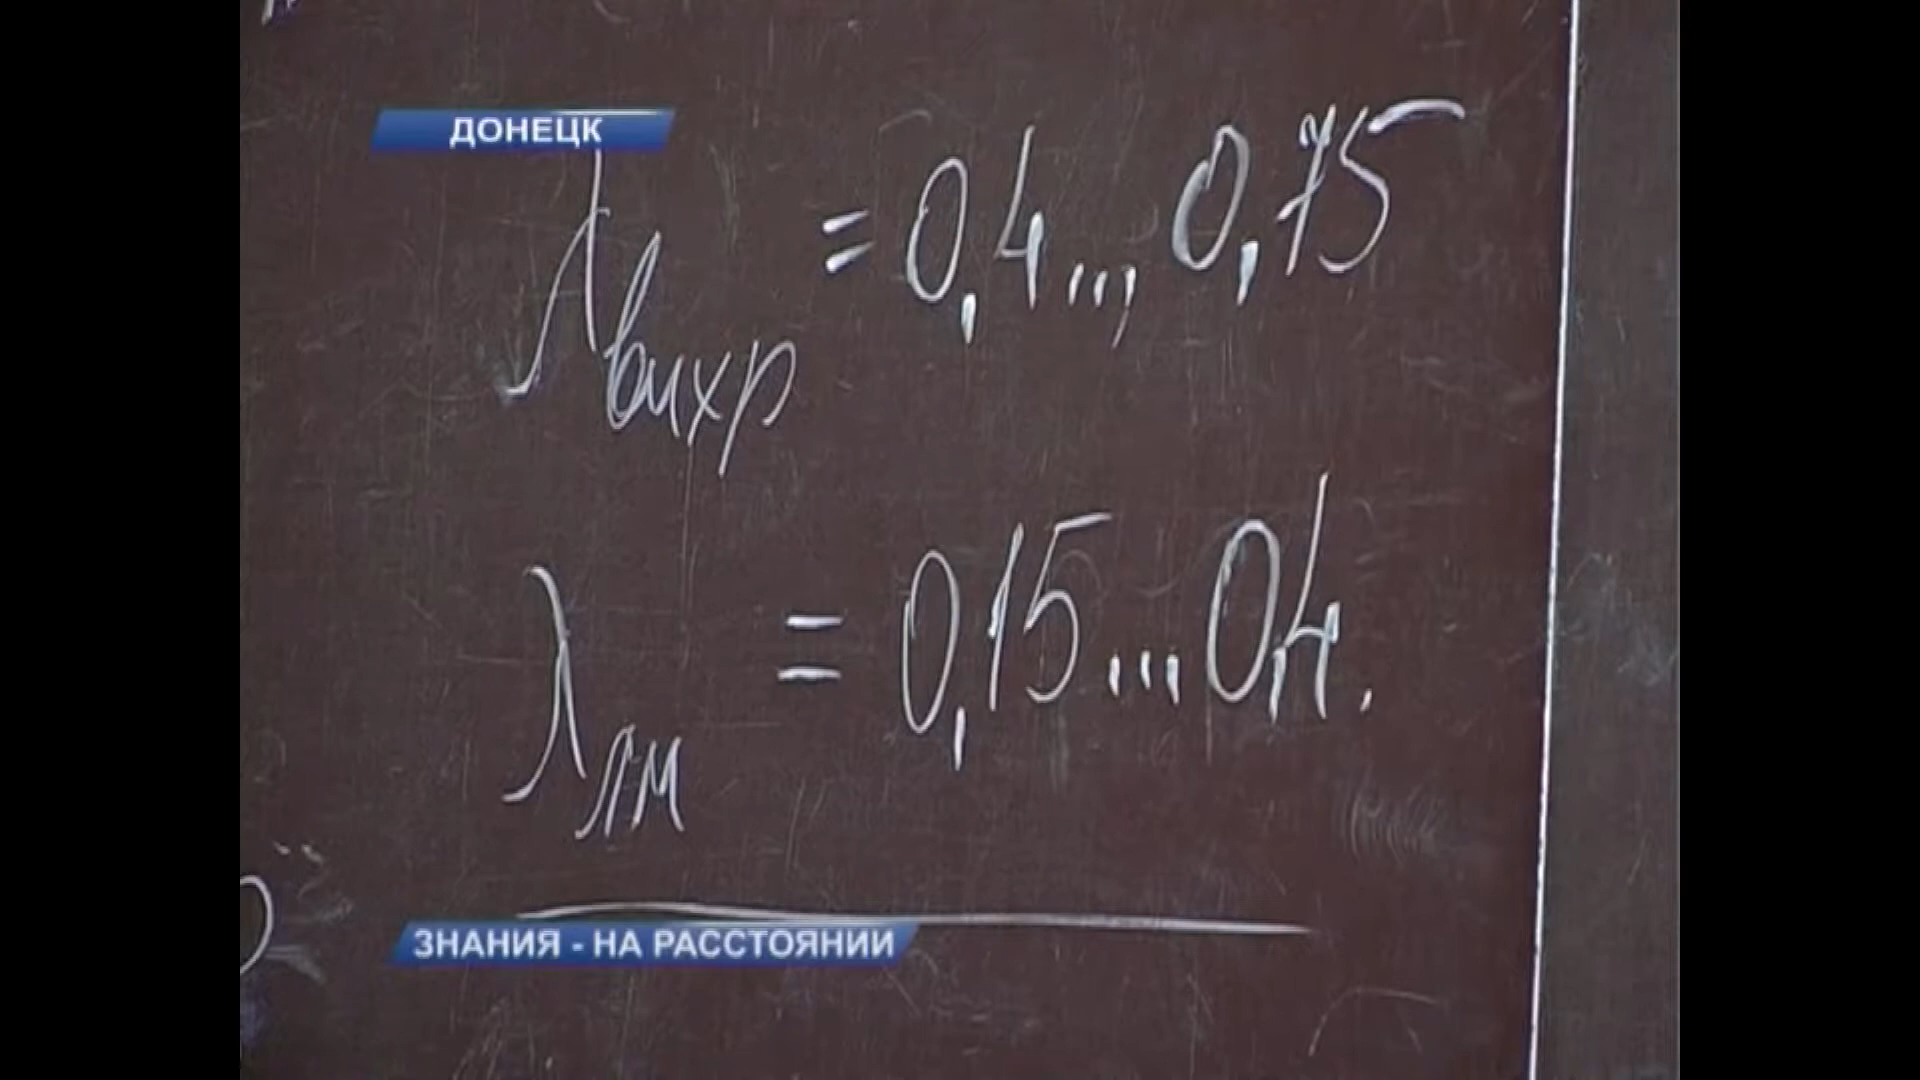 ДОНЕЦК
λвихр = 0,4...0,75
λлм = 0,15...0,4.
ЗНАНИЯ - НА РАССТОЯНИИ